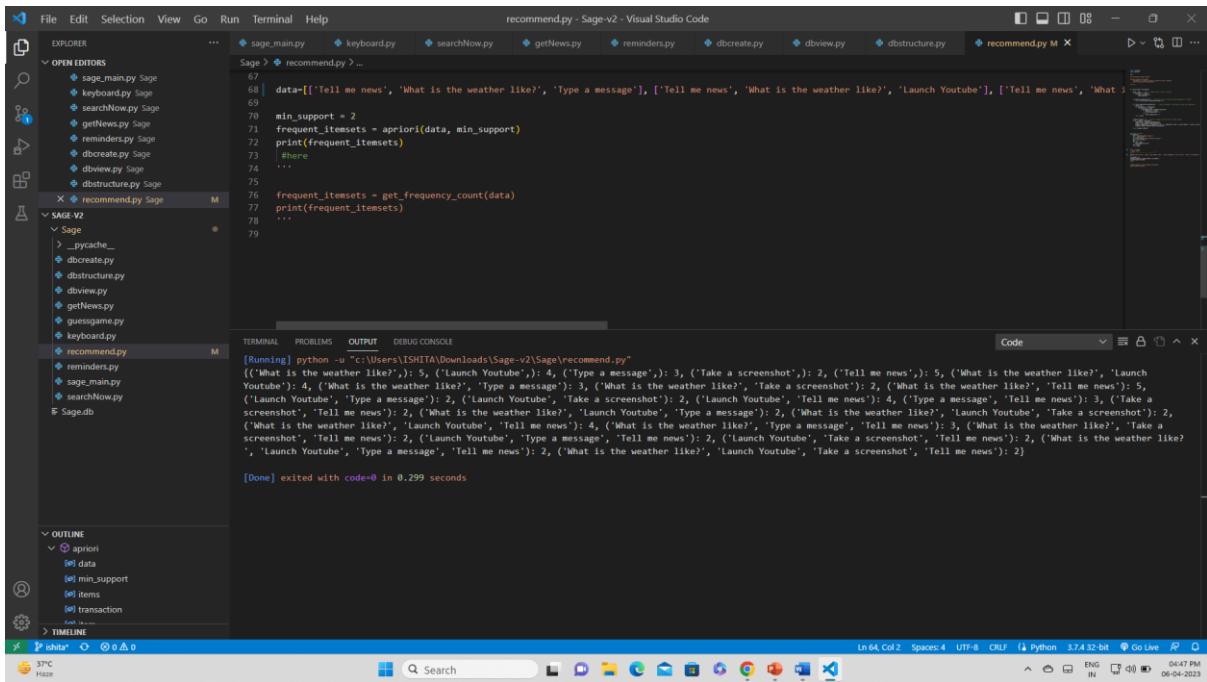 File Edit Selection View Go Run Terminal Help
recommend.py - Sage-v2 - Visual Studio Code
EXPLORER
OPEN EDITORS
sage_main.py Sage
keyboard.py Sage
searchNow.py Sage
getNews.py Sage
reminders.py Sage
dbcreate.py Sage
dbview.py Sage
dbstructure.py Sage
recommend.py Sage M
SAGE-V2
Sage
__pycache__
dbcreate.py
dbstructure.py
dbview.py
getNews.py
guessgame.py
keyboard.py
recommend.py M
reminders.py
sage_main.py
searchNow.py
Sage.db
OUTLINE
apriori
data
min_support
items
transaction
TIMELINE
sage_main.py keyboard.py searchNow.py getNews.py reminders.py dbcreate.py dbview.py dbstructure.py recommend.py M
Sage > recommend.py > ...
67
68 data=[['Tell me news', 'What is the weather like?', 'Type a message'], ['Tell me news', 'What is the weather like?', 'Launch Youtube'], ['Tell me news', 'What i
69
70 min_support = 2
71 frequent_itemsets = apriori(data, min_support)
72 print(frequent_itemsets)
73 #here
74 '''
75
76 frequent_itemsets = get_frequency_count(data)
77 print(frequent_itemsets)
78 '''
79
TERMINAL PROBLEMS OUTPUT DEBUG CONSOLE
Code
[Running] python -u "c:\Users\ISHITA\Downloads\Sage-v2\Sage\recommend.py"
{('What is the weather like?',): 5, ('Launch Youtube',): 4, ('Type a message',): 3, ('Take a screenshot',): 2, ('Tell me news',): 5, ('What is the weather like?', 'Launch
Youtube'): 4, ('What is the weather like?', 'Type a message'): 3, ('What is the weather like?', 'Take a screenshot'): 2, ('What is the weather like?', 'Tell me news'): 5,
('Launch Youtube', 'Type a message'): 2, ('Launch Youtube', 'Take a screenshot'): 2, ('Launch Youtube', 'Tell me news'): 4, ('Type a message', 'Tell me news'): 3, ('Take a
screenshot', 'Tell me news'): 2, ('What is the weather like?', 'Launch Youtube', 'Type a message'): 2, ('What is the weather like?', 'Launch Youtube', 'Take a screenshot'): 2,
('What is the weather like?', 'Launch Youtube', 'Tell me news'): 4, ('What is the weather like?', 'Type a message', 'Tell me news'): 3, ('What is the weather like?', 'Take a
screenshot', 'Tell me news'): 2, ('Launch Youtube', 'Type a message', 'Tell me news'): 2, ('Launch Youtube', 'Take a screenshot', 'Tell me news'): 2, ('What is the weather like?
', 'Launch Youtube', 'Type a message', 'Tell me news'): 2, ('What is the weather like?', 'Launch Youtube', 'Take a screenshot', 'Tell me news'): 2}
[Done] exited with code=0 in 0.299 seconds
ishita* 0 0
Ln 64, Col 2 Spaces: 4 UTF-8 CRLF Python 3.7.4 32-bit Go Live
37°C
Haze
Search
ENG
IN
04:47 PM
06-04-2023